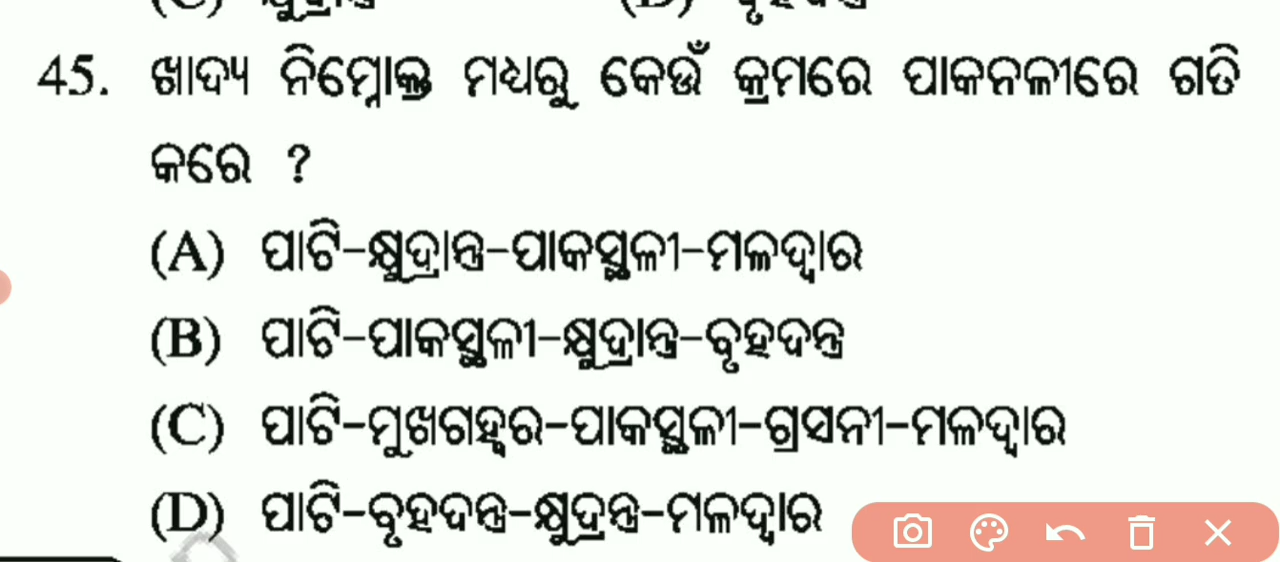 45. ଖାଦ୍ୟ ନିମ୍ନୋକ୍ତ ମଧ୍ୟରୁ କେଉଁ କ୍ରମରେ ପାକନଳୀରେ ଗତି
କରେ ?
(A) ପାଟି-କ୍ଷୁଦ୍ରାନ୍ତ୍ର-ପାକସ୍ଥଳୀ-ମଳଦ୍ୱାର
(B) ପାଟି-ପାକସ୍ଥଳୀ-କ୍ଷୁଦ୍ରାନ୍ତ୍ର-ବୃହଦନ୍ତ୍ର
(C) ପାଟି-ମୁଖଗହ୍ୱର-ପାକସ୍ଥଳୀ-ଗ୍ରସନୀ-ମଳଦ୍ୱାର
(D) ପାଟି-ବୃହଦନ୍ତ୍ର-କ୍ଷୁଦ୍ରନ୍ତ୍ର-ମଳଦ୍ୱାର